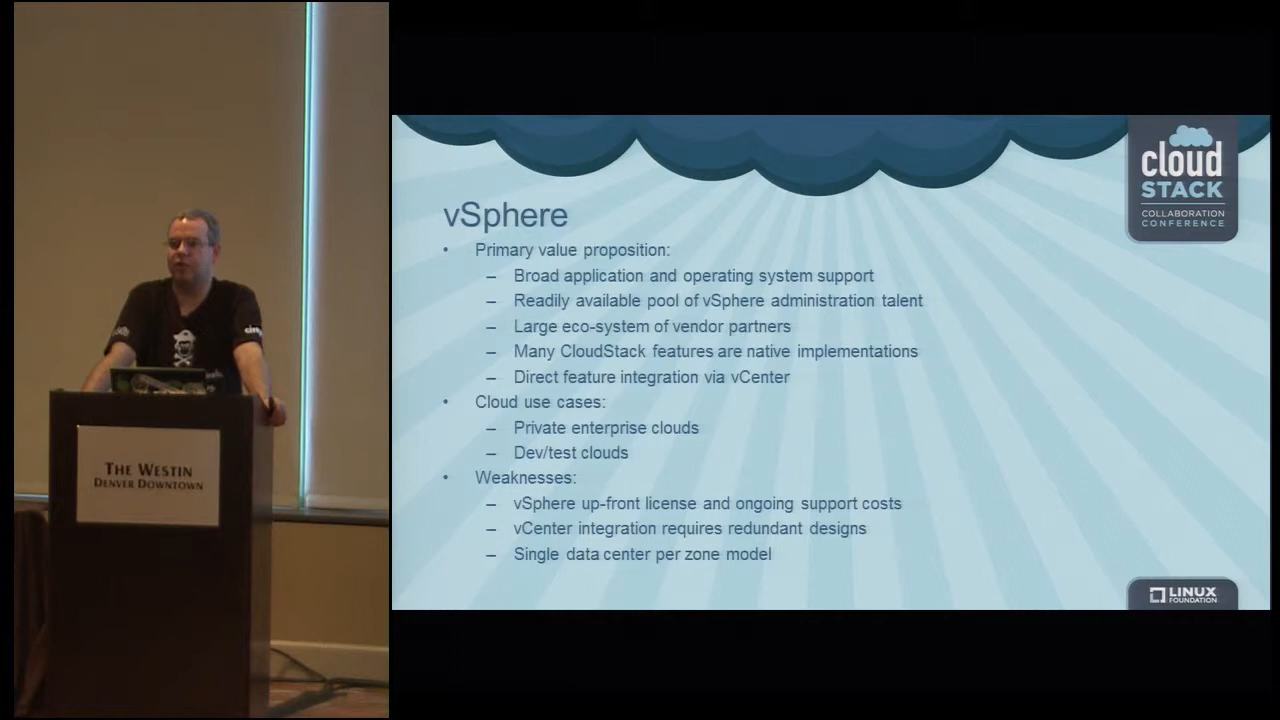 THE WESTIN
DENVER DOWNTOWN
cloud
STACK
COLLABORATION
CONFERENCE
vSphere
• Primary value proposition:
– Broad application and operating system support
– Readily available pool of vSphere administration talent
– Large eco-system of vendor partners
– Many CloudStack features are native implementations
– Direct feature integration via vCenter
• Cloud use cases:
– Private enterprise clouds
– Dev/test clouds
• Weaknesses:
– vSphere up-front license and ongoing support costs
– vCenter integration requires redundant designs
– Single data center per zone model
LINUX
FOUNDATION